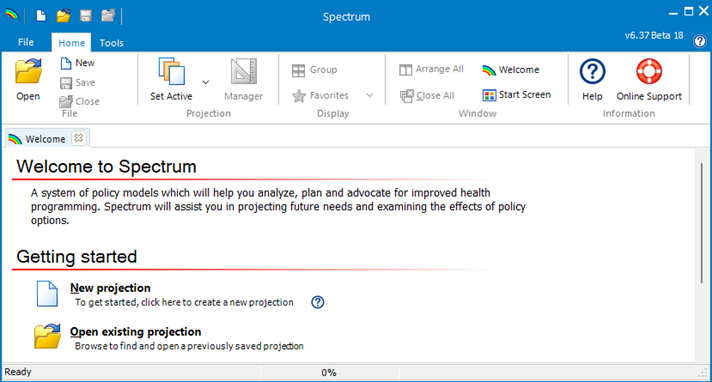 Spectrum
File
Home
Tools
v6.37 Beta 18
Open
New
Save
Close
File
Set Active
Manager
Projection
Group
Favorites
Display
Arrange All
Close All
Welcome
Start Screen
Window
Help
Online Support
Information
Welcome
Welcome to Spectrum
A system of policy models which will help you analyze, plan and advocate for improved health
programming. Spectrum will assist you in projecting future needs and examining the effects of policy
options.
Getting started
New projection
To get started, click here to create a new projection
Open existing projection
Browse to find and open a previously saved projection
Ready
0%